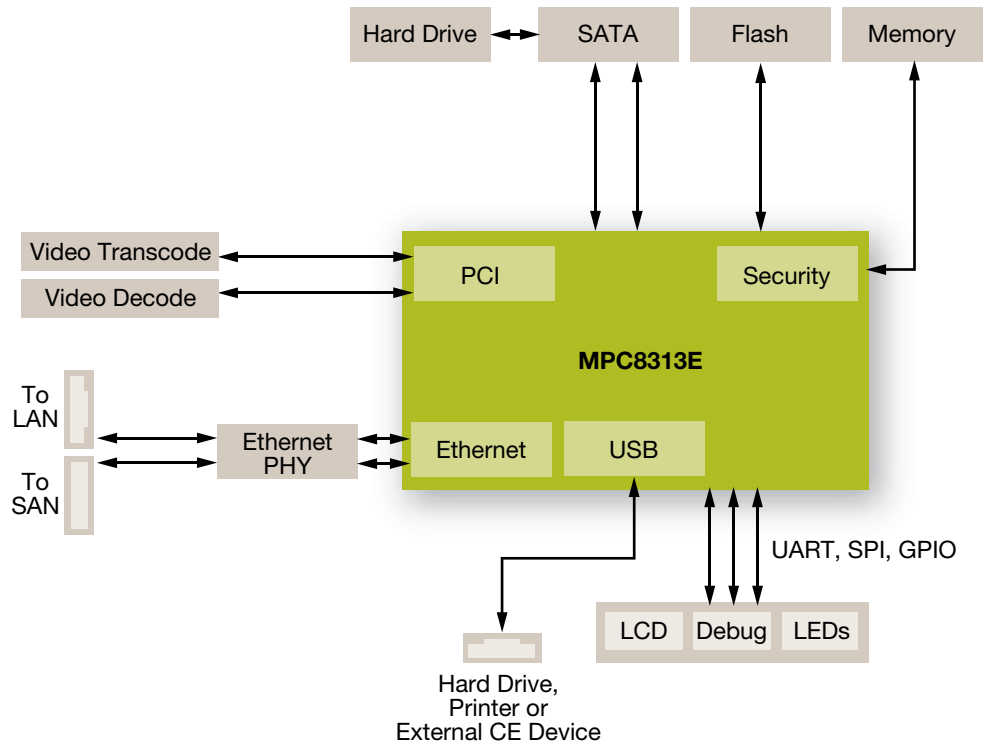 Hard Drive
SATA
Flash
Memory
Video Transcode
Video Decode
PCI
Security
MPC8313E
To
LAN
To
SAN
Ethernet
PHY
Ethernet
USB
UART, SPI, GPIO
LCD
Debug
LEDs
Hard Drive,
Printer or
External CE Device